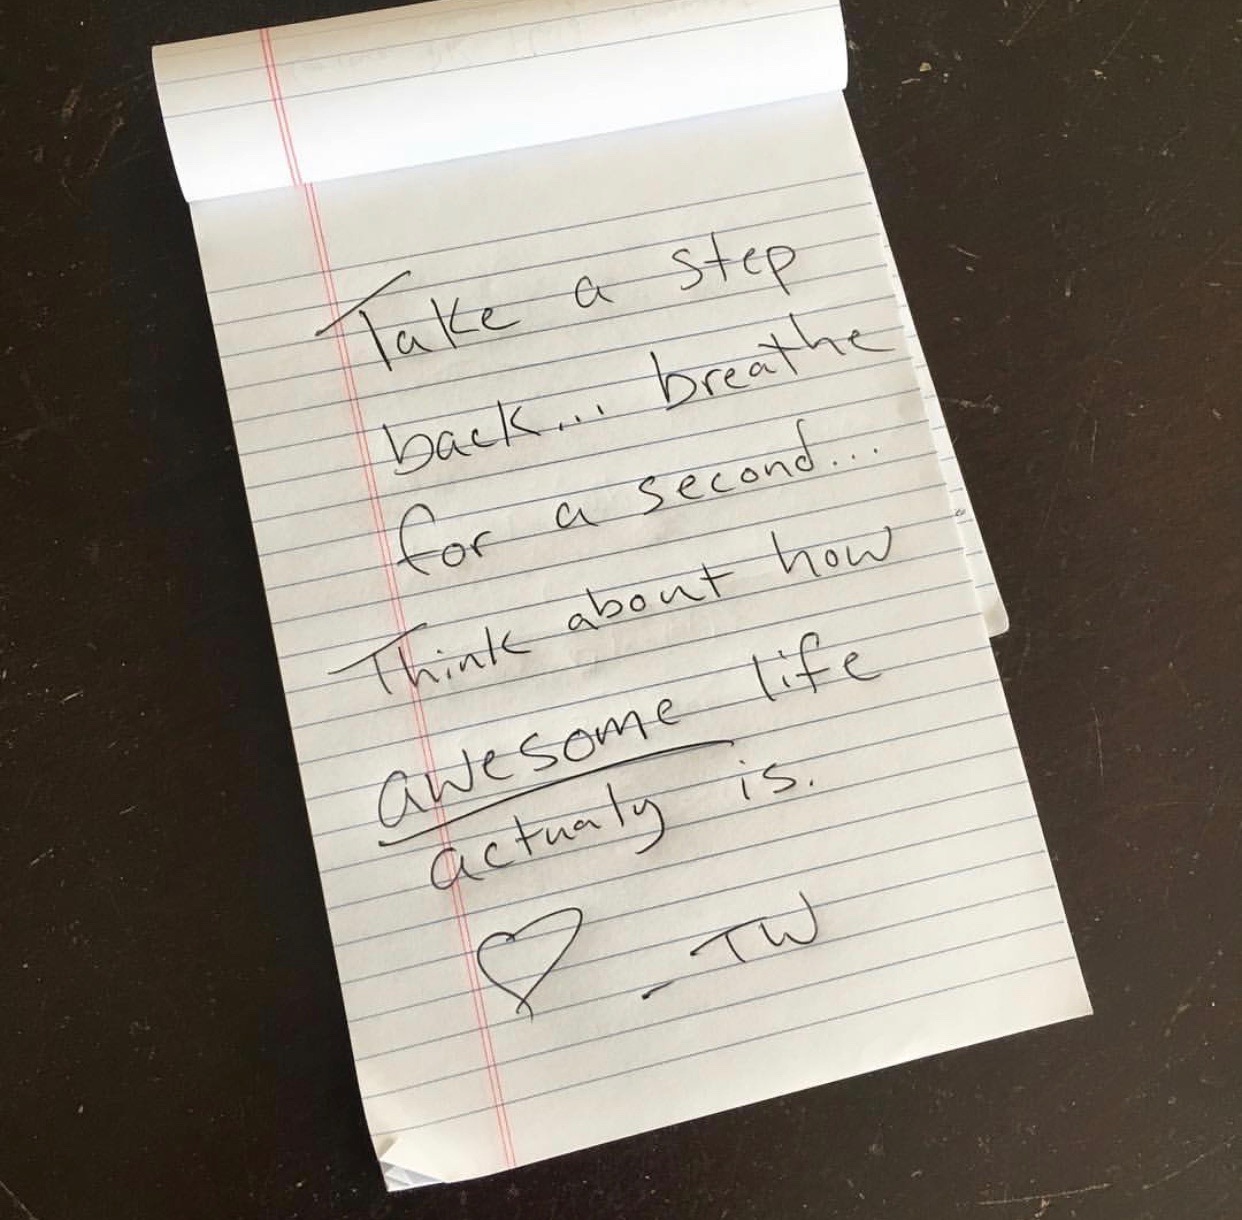 Take a step
back... breathe
for a second...
Think about how
awesome life
actualy is.
♡ - TW